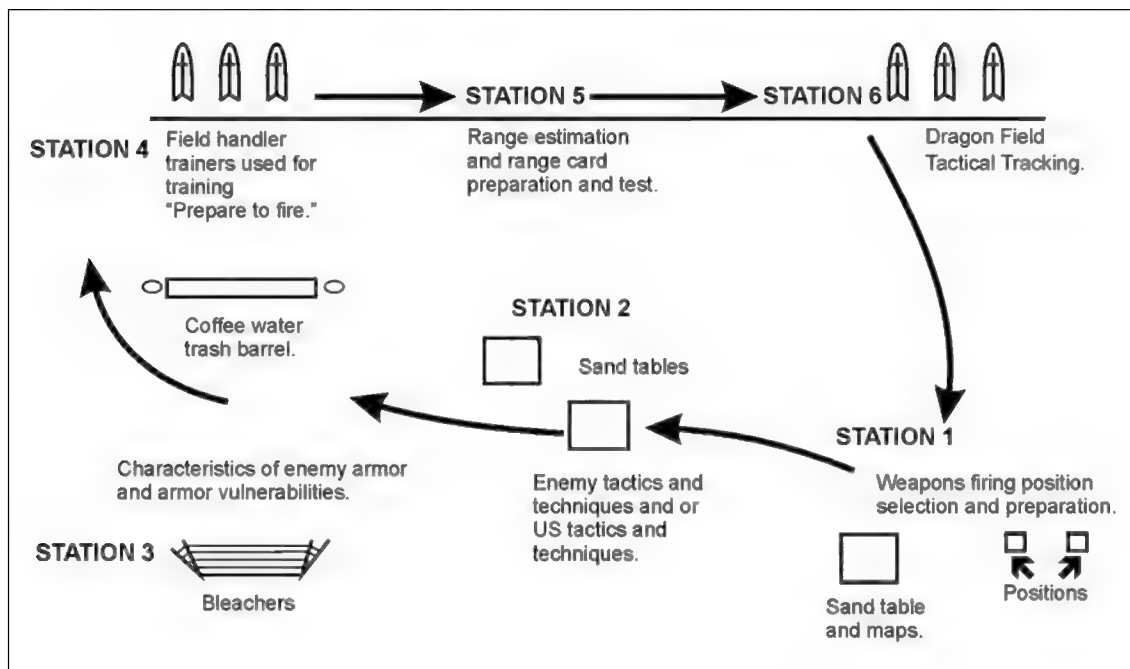 STATION 4
Field handler
trainers used for
training
"Prepare to fire."
STATION 5
Range estimation
and range card
preparation and test.
STATION 6
Dragon Field
Tactical Tracking.
Coffee water
trash barrel.
STATION 2
Sand tables
Enemy tactics and
techniques and or
US tactics and
techniques.
STATION 1
Weapons firing position
selection and preparation.
Sand table
and maps.
Positions
Characteristics of enemy armor
and armor vulnerabilities.
STATION 3
Bleachers